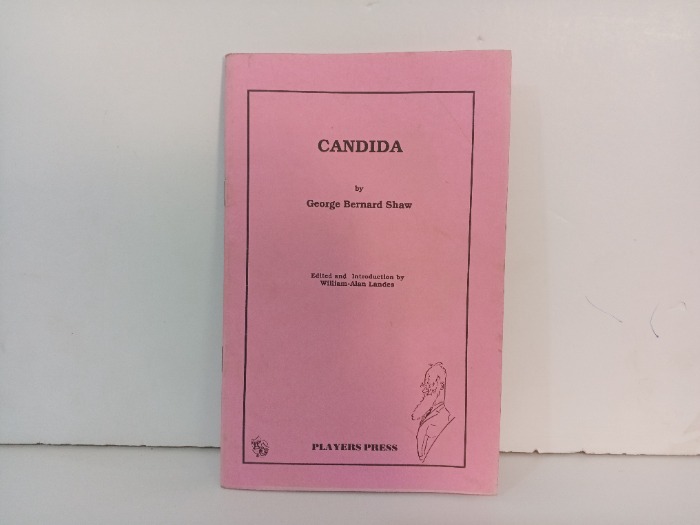 CANDIDA
by
George Bernard Shaw
Edited and Introduction by
William-Alan Landes
PLAYERS PRESS